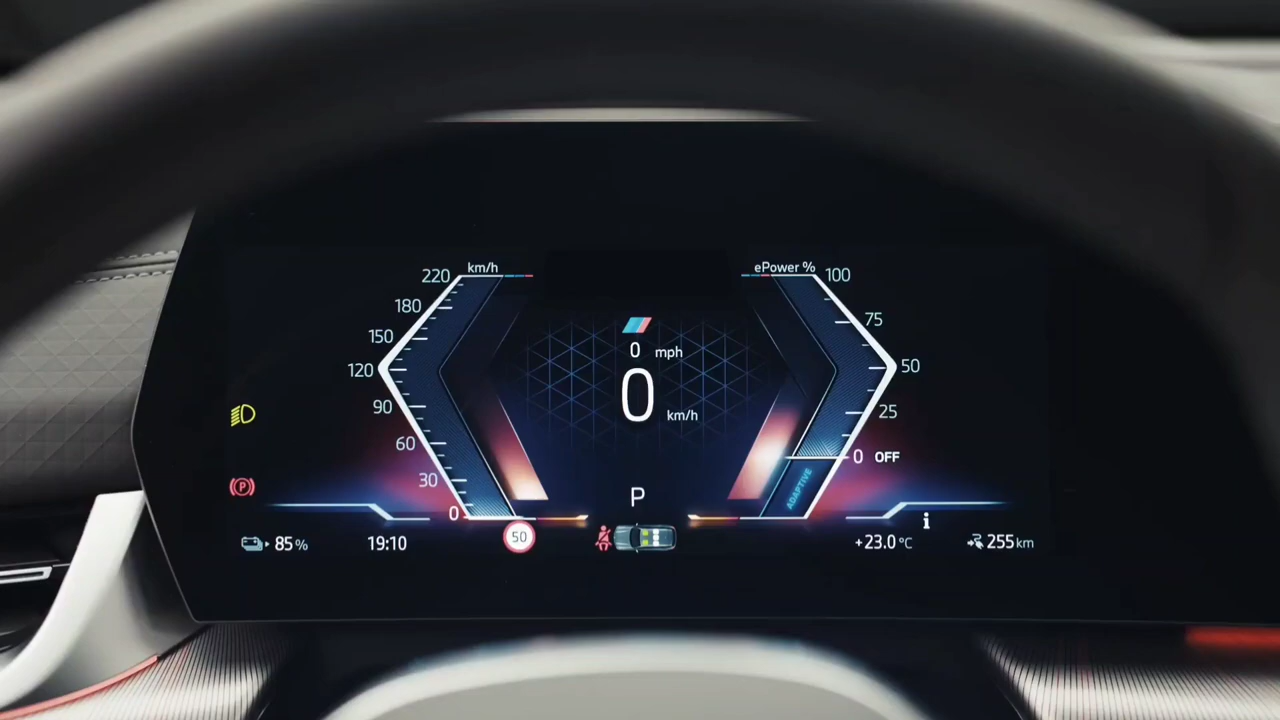 km/h
220
180
150
120
90
60
30
0
0 mph
0 km/h
P
ePower %
100
75
50
25
0 OFF
ADAPTIVE
P
85 %
19:10
50
i
+23.0 °C
255 km